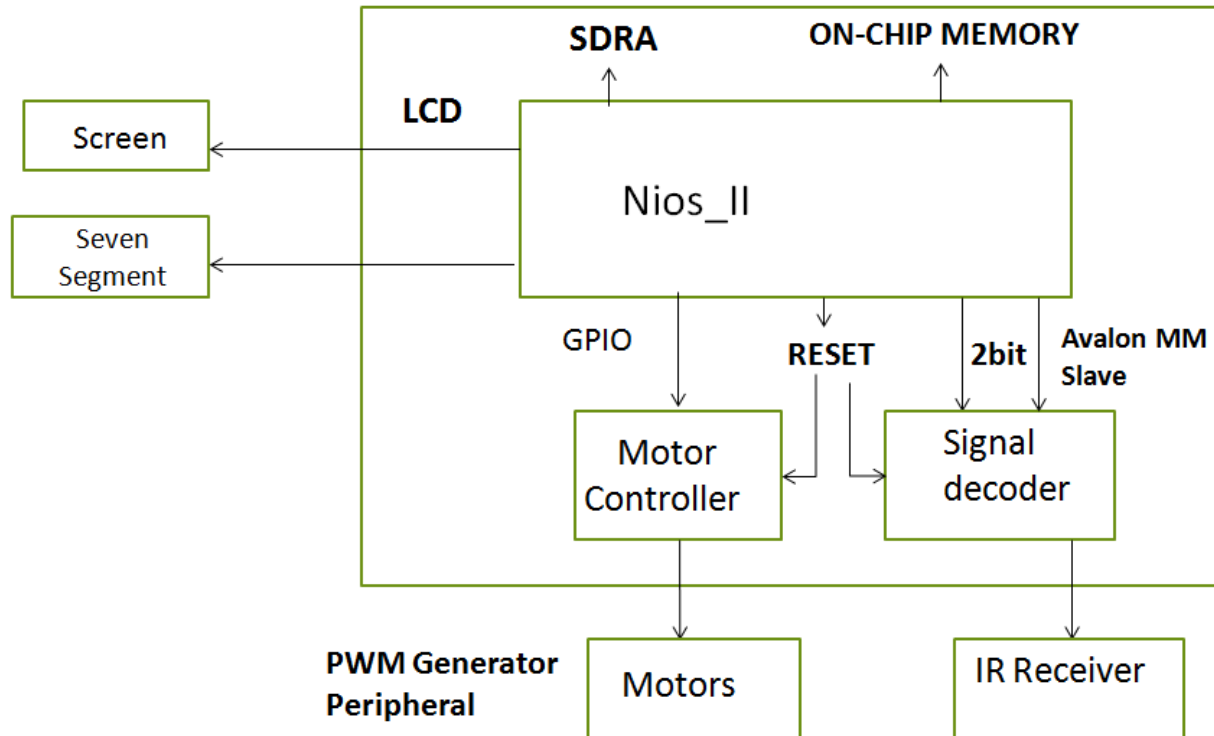 SDRA
ON-CHIP MEMORY
LCD
Screen
Nios_II
Seven
Segment
GPIO
RESET
2bit
Avalon MM
Slave
Motor
Controller
Signal
decoder
PWM Generator
Peripheral
Motors
IR Receiver